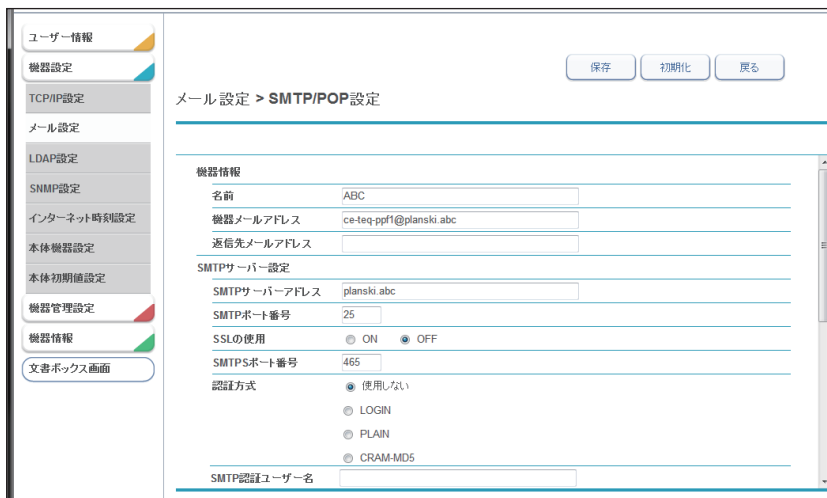 ユーザー情報
機器設定
TCP/IP設定
メール設定
LDAP設定
SNMP設定
インターネット時刻設定
本体機器設定
本体初期値設定
機器管理設定
機器情報
文書ボックス画面
保存 初期化 戻る
メール設定 > SMTP/POP設定
機器情報
名前 ABC
機器メールアドレス ce-teq-ppf1@planski.abc
返信先メールアドレス
SMTPサーバー設定
SMTPサーバーアドレス planski.abc
SMTPポート番号 25
SSLの使用 ON OFF
SMTPSポート番号 465
認証方式 使用しない
LOGIN
PLAIN
CRAM-MD5
SMTP認証ユーザー名